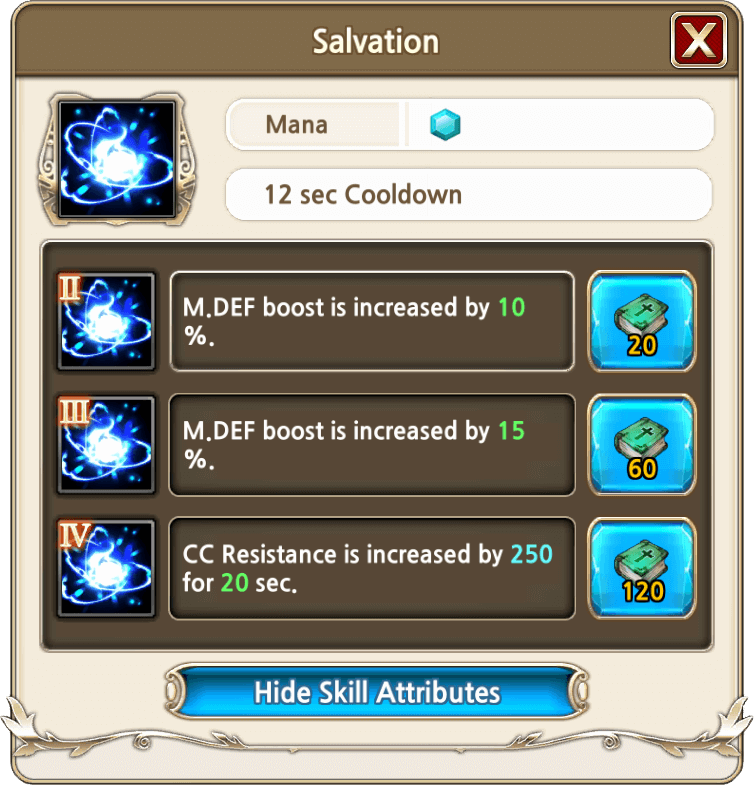 Salvation
X
Mana
12 sec Cooldown
II
M.DEF boost is increased by 10
%.
20
III
M.DEF boost is increased by 15
%.
60
IV
CC Resistance is increased by 250
for 20 sec.
120
Hide Skill Attributes